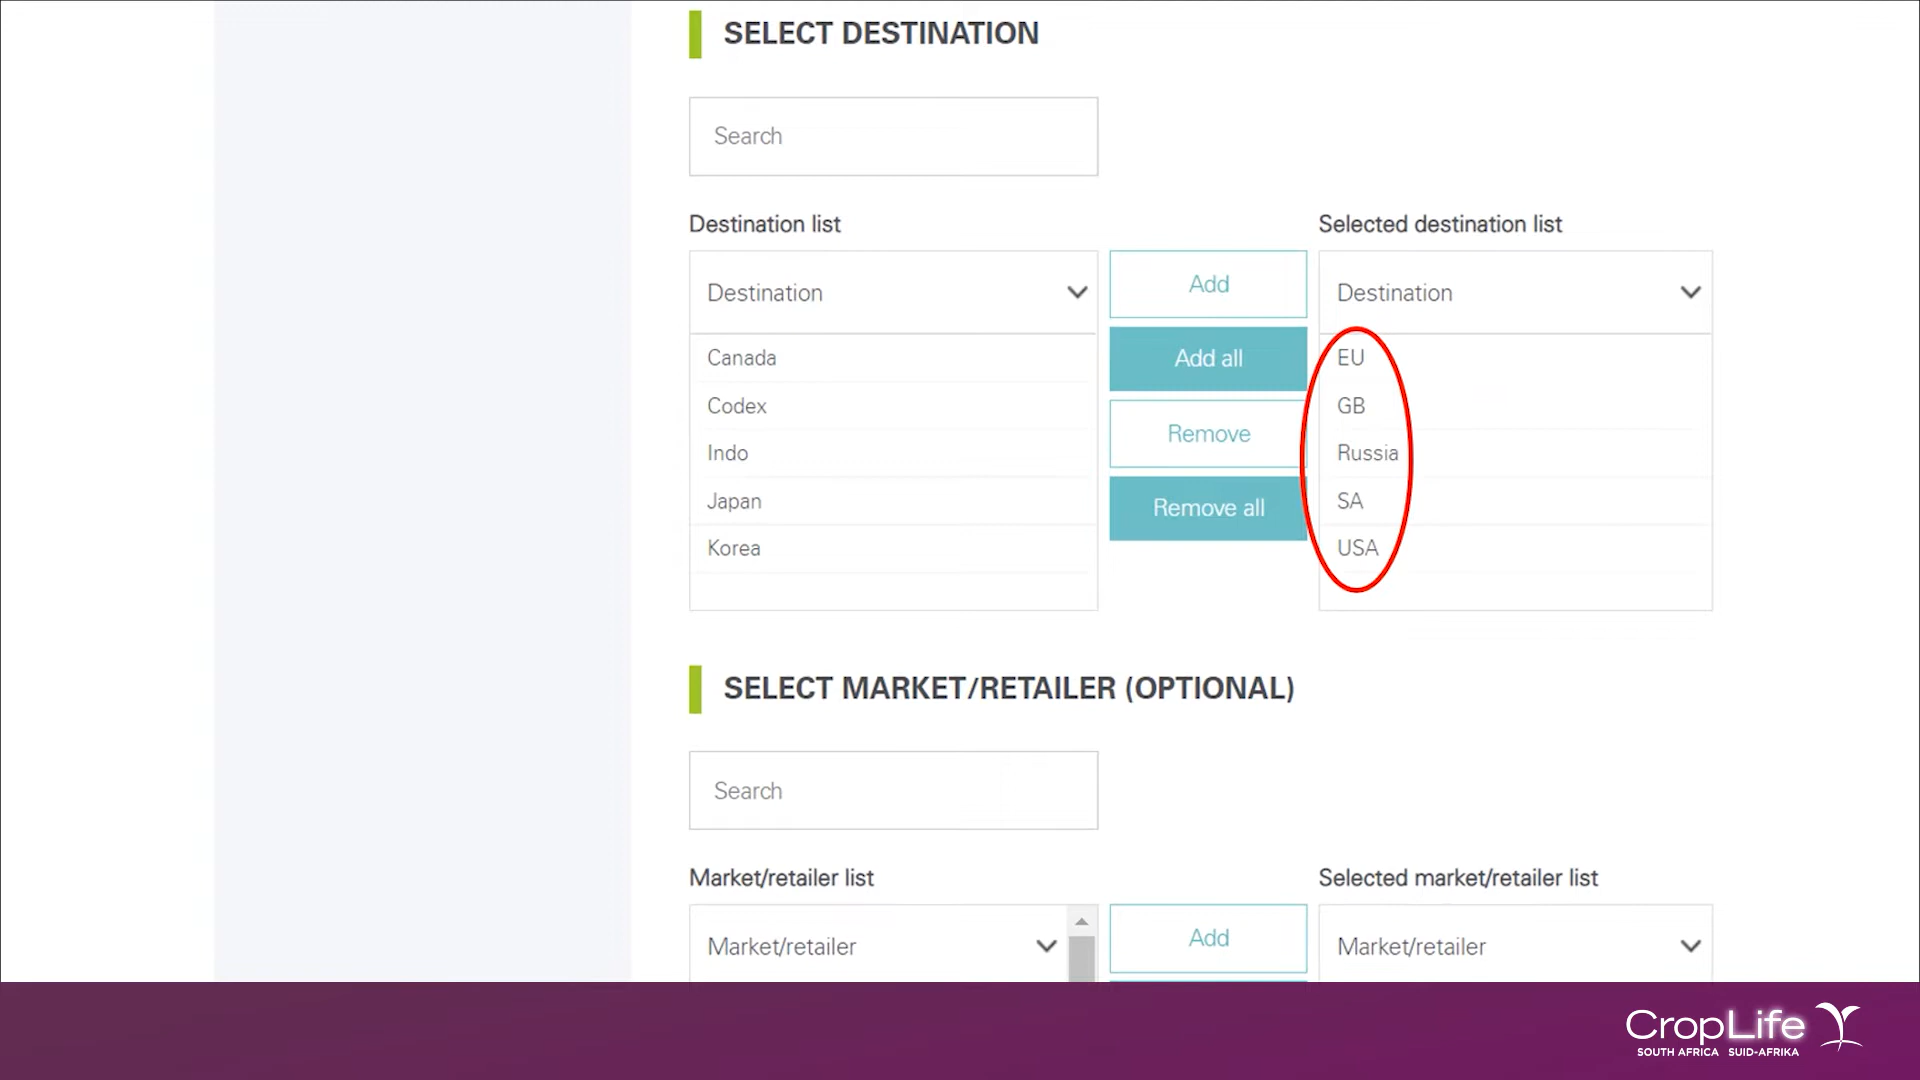 SELECT DESTINATION
Search
Destination list
Selected destination list
Destination
Add
Destination
Canada
Add all
EU
Codex
GB
Indo
Remove
Russia
Japan
Remove all
SA
Korea
USA
SELECT MARKET/RETAILER (OPTIONAL)
Search
Market/retailer list
Selected market/retailer list
Market/retailer
Add
Market/retailer
CropLife
SOUTH AFRICA SUID-AFRIKA